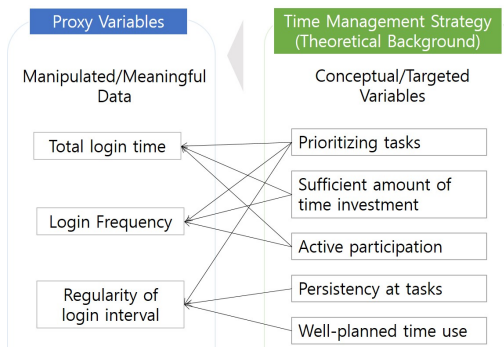 Proxy Variables
Manipulated/Meaningful
Data
Total login time
Login Frequency
Regularity of
login interval
Time Management Strategy
(Theoretical Background)
Conceptual/Targeted
Variables
Prioritizing tasks
Sufficient amount of
time investment
Active participation
Persistency at tasks
Well-planned time use